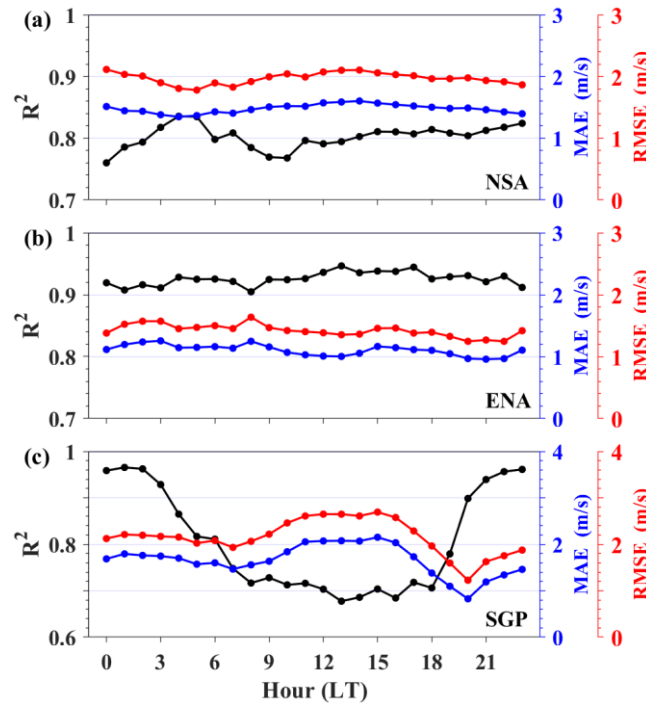 (a)
1
0.9
0.8
0.7
R²
3
2
1
0
MAE (m/s)
3
2
1
0
RMSE (m/s)
NSA
(b)
1
0.9
0.8
0.7
R²
3
2
1
0
MAE (m/s)
3
2
1
0
RMSE (m/s)
ENA
(c)
1
0.8
0.6
R²
4
2
0
MAE (m/s)
4
2
0
RMSE (m/s)
SGP
0 3 6 9 12 15 18 21
Hour (LT)